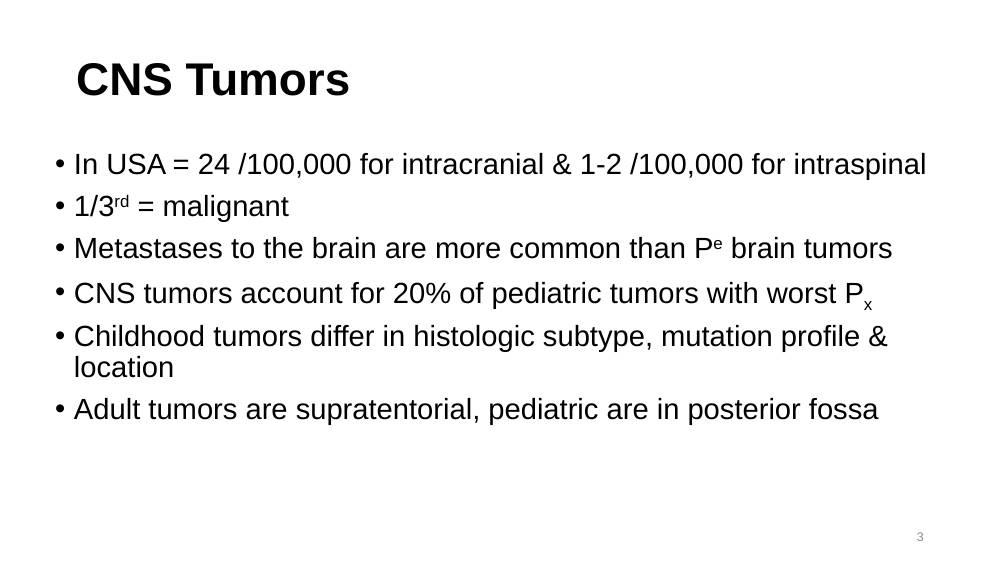 CNS Tumors
• In USA = 24 /100,000 for intracranial & 1-2 /100,000 for intraspinal
• 1/3rd = malignant
• Metastases to the brain are more common than Pe brain tumors
• CNS tumors account for 20% of pediatric tumors with worst Px
• Childhood tumors differ in histologic subtype, mutation profile &
location
• Adult tumors are supratentorial, pediatric are in posterior fossa
3